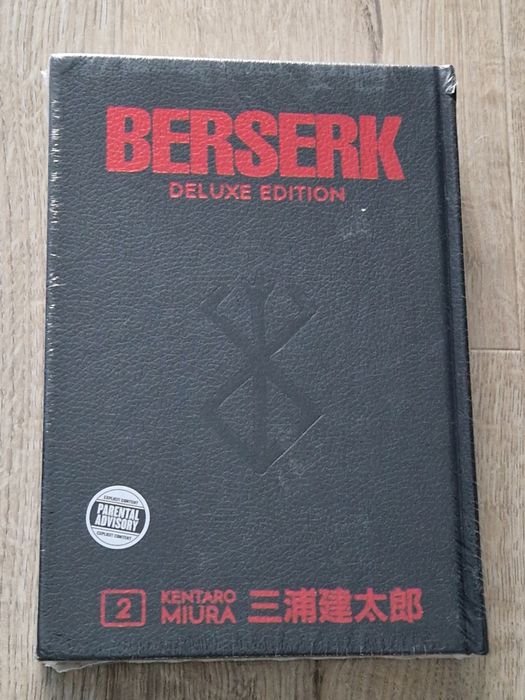 BERSERK
DELUXE EDITION
EXPLICIT CONTENT
PARENTAL
ADVISORY
EXPLICIT CONTENT
2
KENTARO
MIURA
三浦建太郎